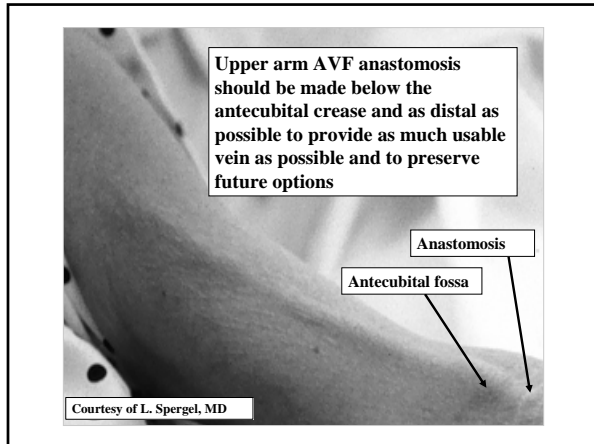 Upper arm AVF anastomosis
should be made below the
antecubital crease and as distal as
possible to provide as much usable
vein as possible and to preserve
future options
Anastomosis
Antecubital fossa
Courtesy of L. Spergel, MD